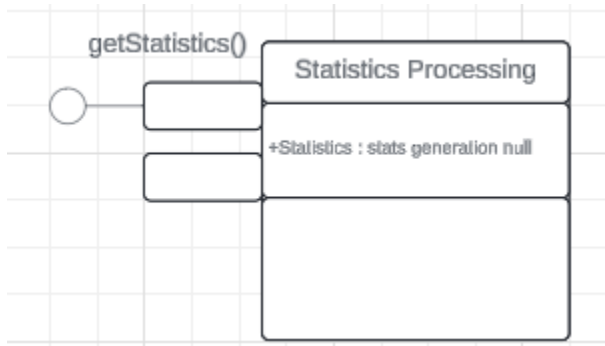 getStatistics()
Statistics Processing
+Statistics : stats generation null